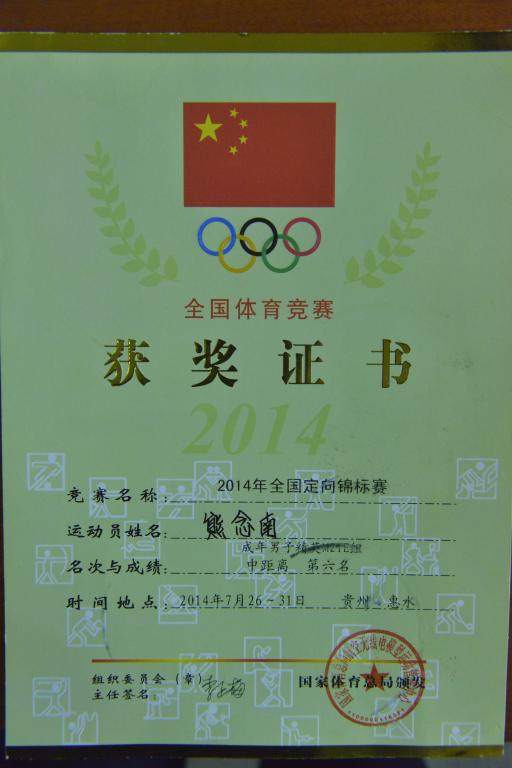 全国体育竞赛
获奖证书
2014
竞赛名称： 2014年全国定向锦标赛
运动员姓名： 熊念南
成年男子精英M21E组
名次与成绩： 中距离 第六名
时间地点： 2014年7月26-31日 贵州·惠水
组织委员会（章）
主任签名：
国家体育总局颁发